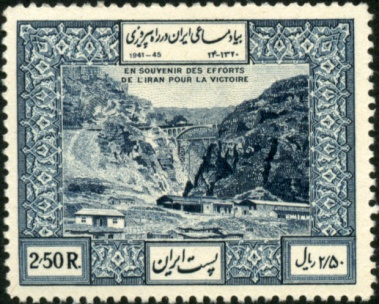 بیاد مساعی ایران در راه پیروزی
1941-45
۲۴-۱۳۲۰
EN SOUVENIR DES EFFORTS
DE L'IRAN POUR LA VICTOIRE
2.50 R.
پست ایران
۲/۵۰ ریال